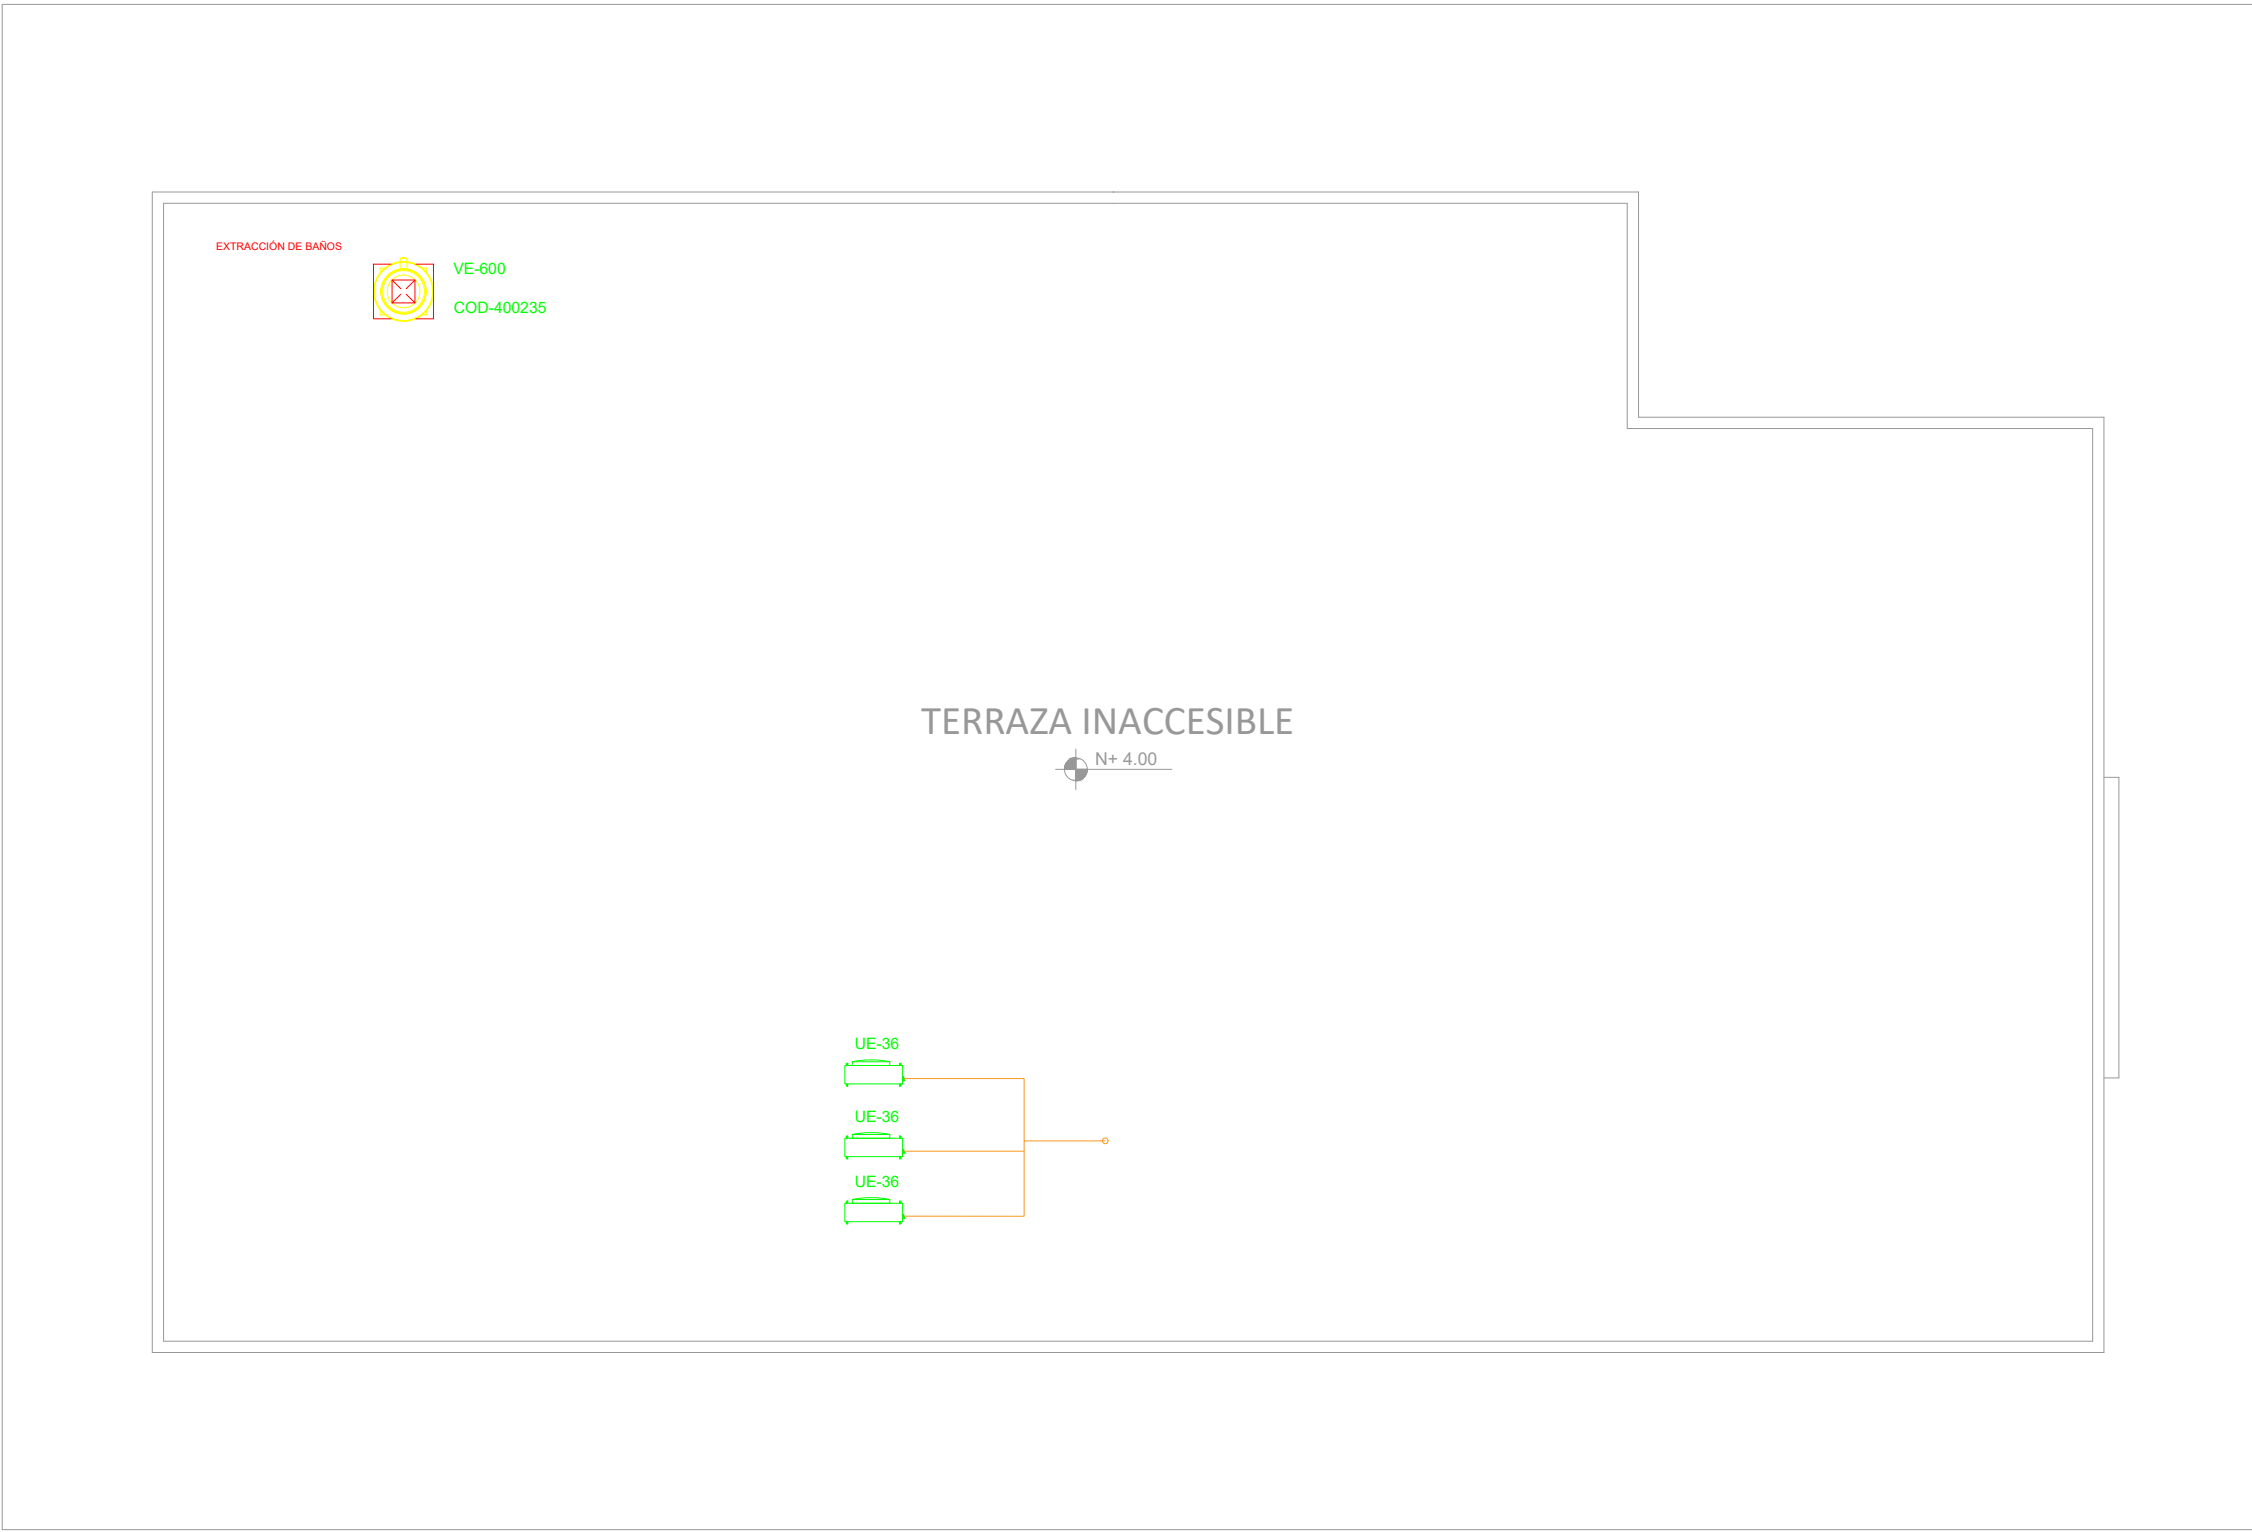 EXTRACCIÓN DE BAÑOS
VE-600
COD-400235
TERRAZA INACCESIBLE
N+ 4.00
UE-36
UE-36
UE-36